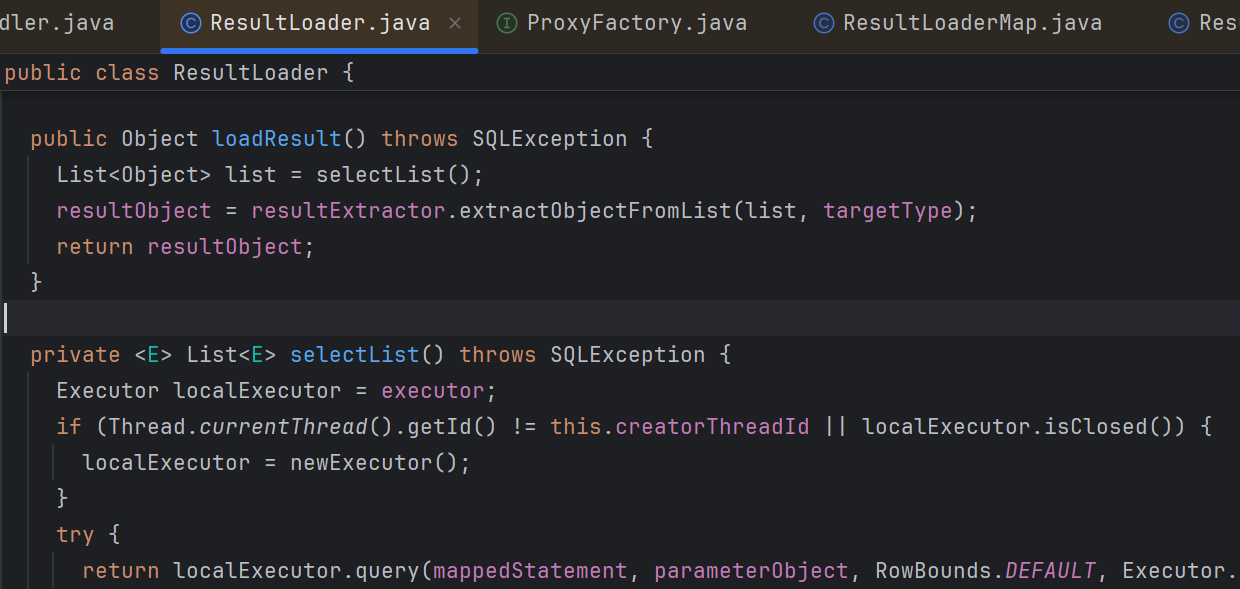 dler.java ResultLoader.java ProxyFactory.java ResultLoaderMap.java Res
public class ResultLoader {
public Object loadResult() throws SQLException {
List<Object> list = selectList();
resultObject = resultExtractor.extractObjectFromList(list, targetType);
return resultObject;
}
private <E> List<E> selectList() throws SQLException {
Executor localExecutor = executor;
if (Thread.currentThread().getId() != this.creatorThreadId || localExecutor.isClosed()) {
localExecutor = newExecutor();
}
try {
return localExecutor.query(mappedStatement, parameterObject, RowBounds.DEFAULT, Executor.